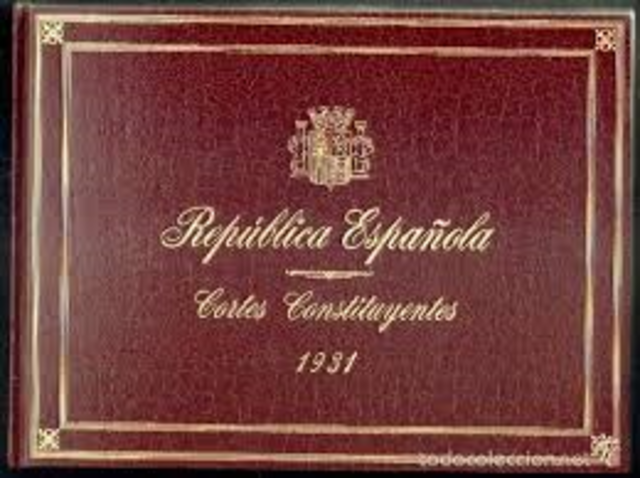 República Española
Cortes Constituyentes
1931
todocoleccion.net